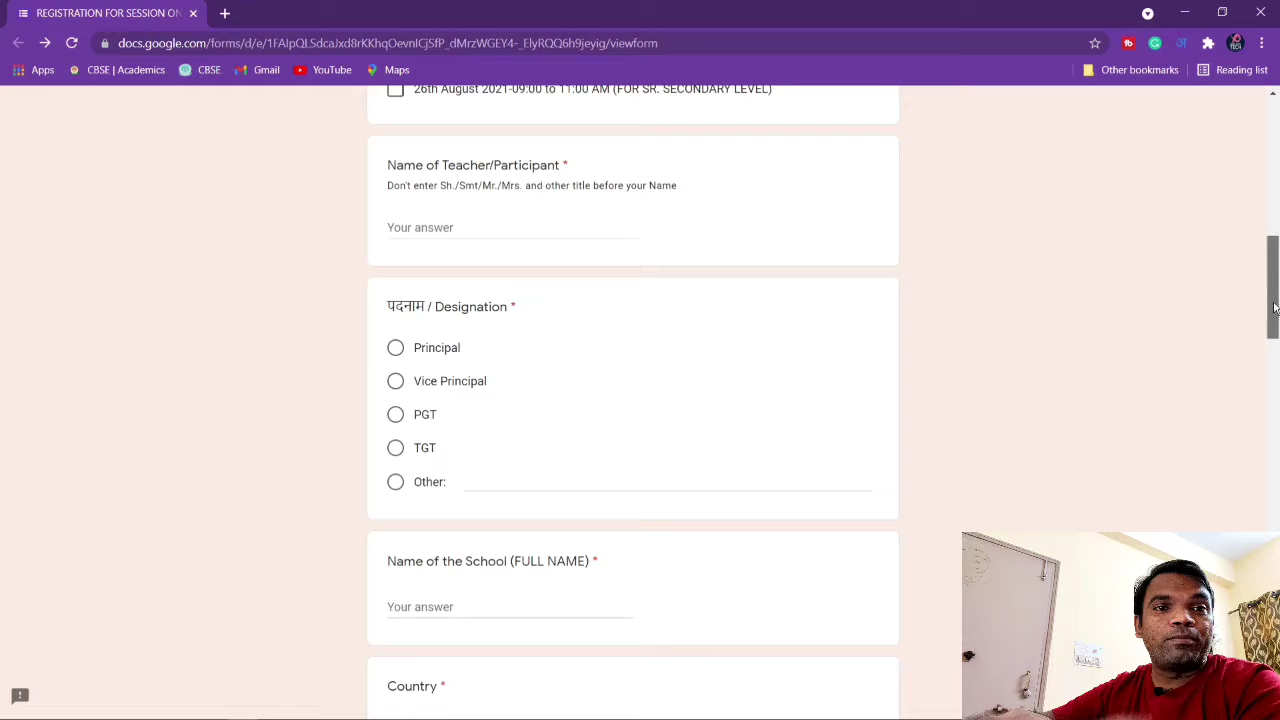 REGISTRATION FOR SESSION ON
docs.google.com/forms/d/e/1FAIpQLSdcaJxd8rKKhqOevnICjSfP_dMrzWGEY4-_ElyRQQ6h9jeyig/viewform
Apps
CBSE | Academics
CBSE
Gmail
YouTube
Maps
Other bookmarks
Reading list
26th August 2021-09:00 to 11:00 AM (FOR SR. SECONDARY LEVEL)
Name of Teacher/Participant *
Don't enter Sh./Smt/Mr./Mrs. and other title before your Name
Your answer
पदनाम / Designation *
Principal
Vice Principal
PGT
TGT
Other:
Name of the School (FULL NAME) *
Your answer
Country *